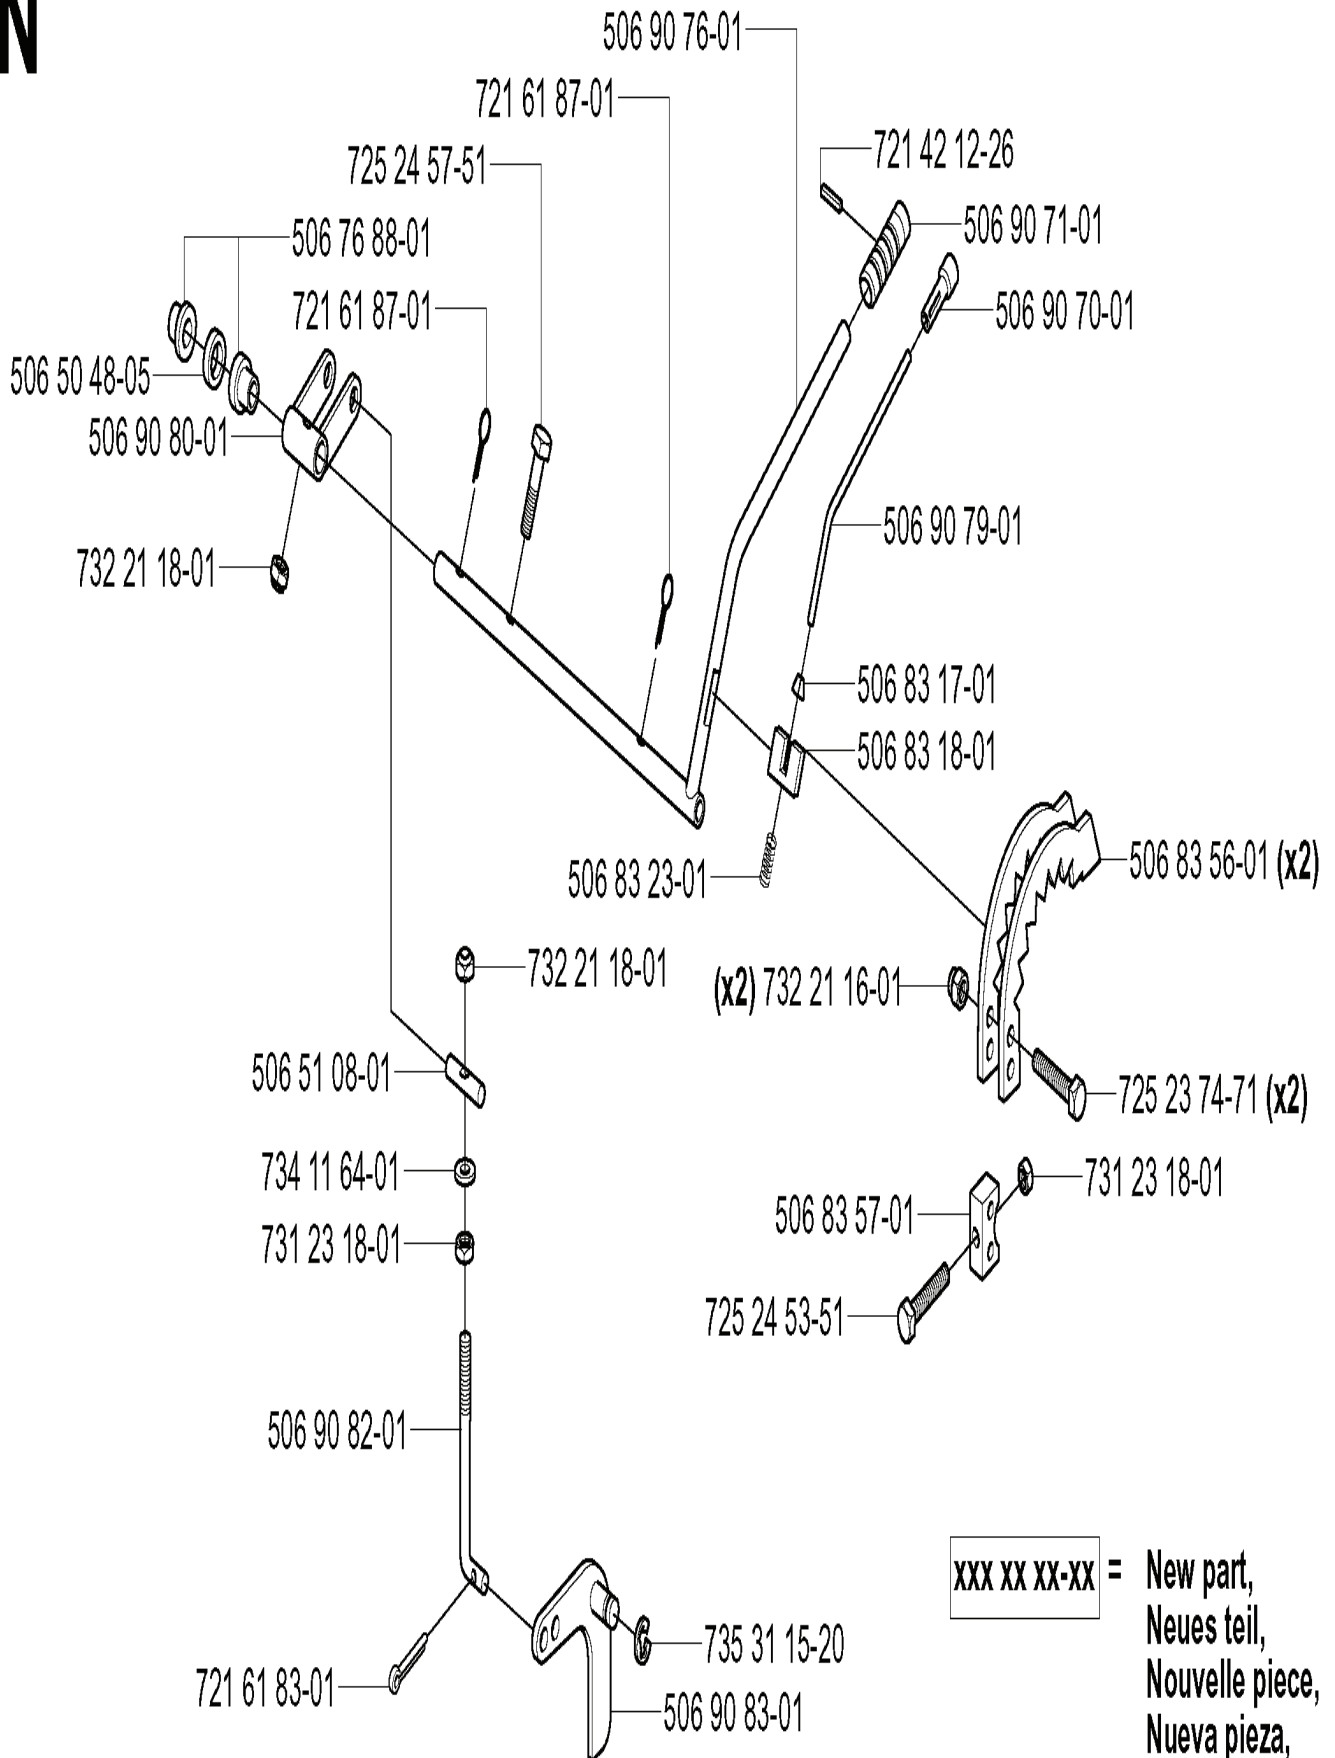 N
506 90 76-01
721 61 87-01
721 42 12-26
725 24 57-51
506 90 71-01
506 76 88-01
721 61 87-01
506 90 70-01
506 50 48-05
506 90 80-01
506 90 79-01
732 21 18-01
506 83 17-01
506 83 18-01
506 83 56-01 (x2)
506 83 23-01
732 21 18-01
(x2) 732 21 16-01
506 51 08-01
725 23 74-71 (x2)
734 11 64-01
731 23 18-01
506 83 57-01
731 23 18-01
725 24 53-51
506 90 82-01
xxx xx xx-xx = New part,
Neues teil,
Nouvelle piece,
Nueva pieza,
735 31 15-20
721 61 83-01
506 90 83-01